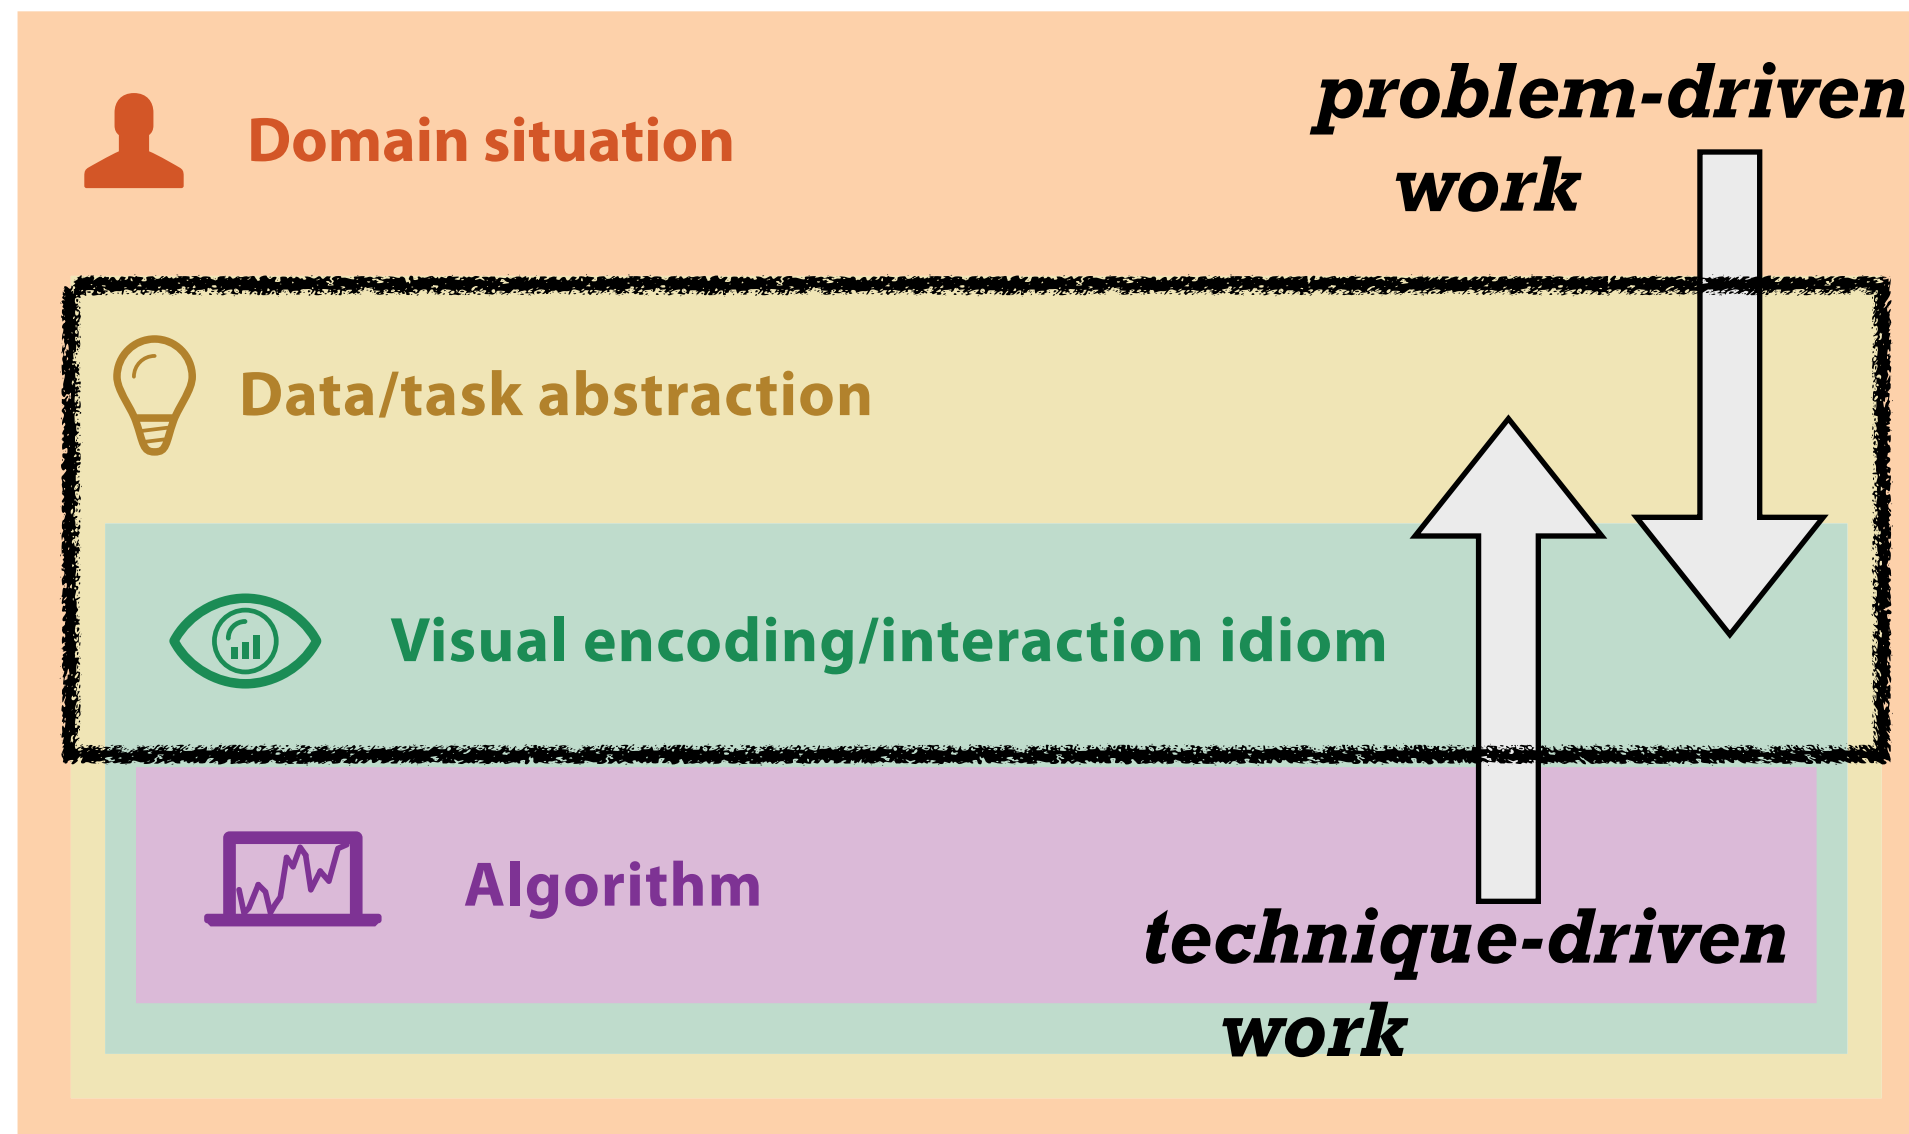 problem-driven
work
Domain situation
Data/task abstraction
Visual encoding/interaction idiom
Algorithm
technique-driven
work